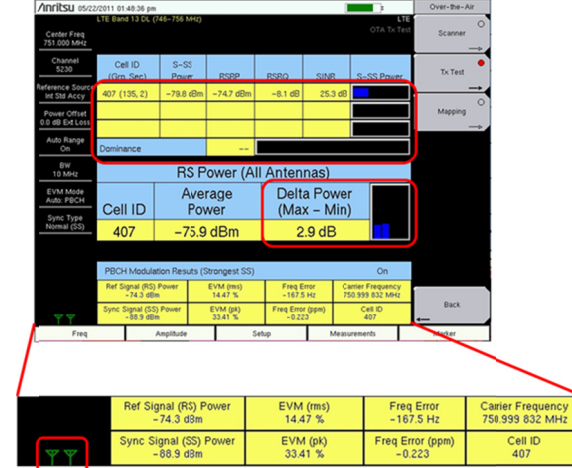 /Inritsu 05/22/2011 01:48:36 pm
Over-the-Air
LTE Band 13 DL (746-756 MHz)
LTE
OTA Tx Test
Center Freq
751.000 MHz
Channel
5230
Reference Source
Int Std Accy
Power Offset
0.0 dB Ext Loss
Auto Range
On
BW
10 MHz
EVM Mode
Auto: PBCH
Sync Type
Normal (SS)
Cell ID S-SS
(Grp, Sec) Power RSRP RSRQ SINR S-SS Power
407 (135, 2) -79.8 dBm -74.7 dBm -8.1 dB 25.3 dB
Dominance --
RS Power (All Antennas)
Cell ID
Average
Power
Delta Power
(Max - Min)
407 -75.9 dBm 2.9 dB
PBCH Modulation Resuts (Strongest SS) On
Ref Signal (RS) Power EVM (rms) Freq Error Carrier Frequency
-74.3 dBm 14.47 % -167.5 Hz 750.999 832 MHz
Sync Signal (SS) Power EVM (pk) Freq Error (ppm) Cell ID
-88.9 dBm 33.41 % -0.223 407
Scanner
Tx Test
Mapping
Back
Freq Amplitude Setup Measurements Marker
Ref Signal (RS) Power EVM (rms) Freq Error Carrier Frequency
-74.3 dBm 14.47 % -167.5 Hz 750.999 832 MHz
Sync Signal (SS) Power EVM (pk) Freq Error (ppm) Cell ID
-88.9 dBm 33.41 % -0.223 407